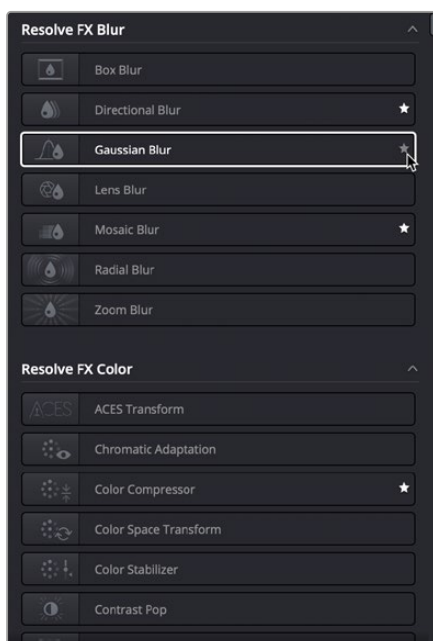 Resolve FX Blur
Box Blur
Directional Blur
Gaussian Blur
Lens Blur
Mosaic Blur
Radial Blur
Zoom Blur
Resolve FX Color
ACES ACES Transform
Chromatic Adaptation
Color Compressor
Color Space Transform
Color Stabilizer
Contrast Pop